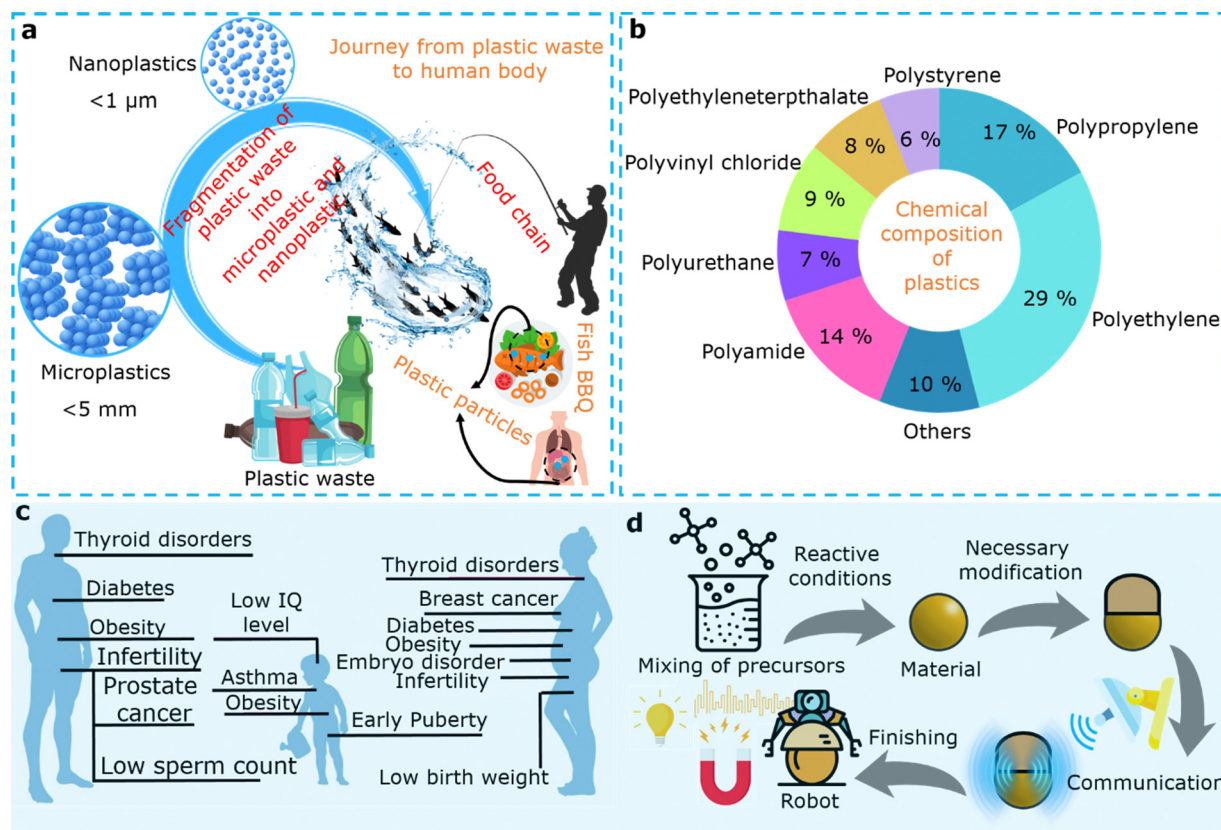 a
Journey from plastic waste
to human body
Nanoplastics
<1 µm
Fragmentation of
plastic waste
into
microplastic and
nanoplastic
Food chain
Microplastics
<5 mm
Fish BBQ
Plastic particles
Plastic waste
b
Polystyrene
Polyethyleneterpthalate
Polypropylene
Polyvinyl chloride
Polyurethane
Polyethylene
Polyamide
Others
17 %
29 %
10 %
14 %
7 %
9 %
8 %
6 %
Chemical
composition
of
plastics
c
Thyroid disorders
Diabetes
Obesity
Infertility
Prostate
cancer
Low sperm count
Low IQ
level
Asthma
Obesity
Early Puberty
Thyroid disorders
Breast cancer
Diabetes
Obesity
Embryo disorder
Infertility
Low birth weight
d
Mixing of precursors
Reactive
conditions
Material
Necessary
modification
Communication
Finishing
Robot